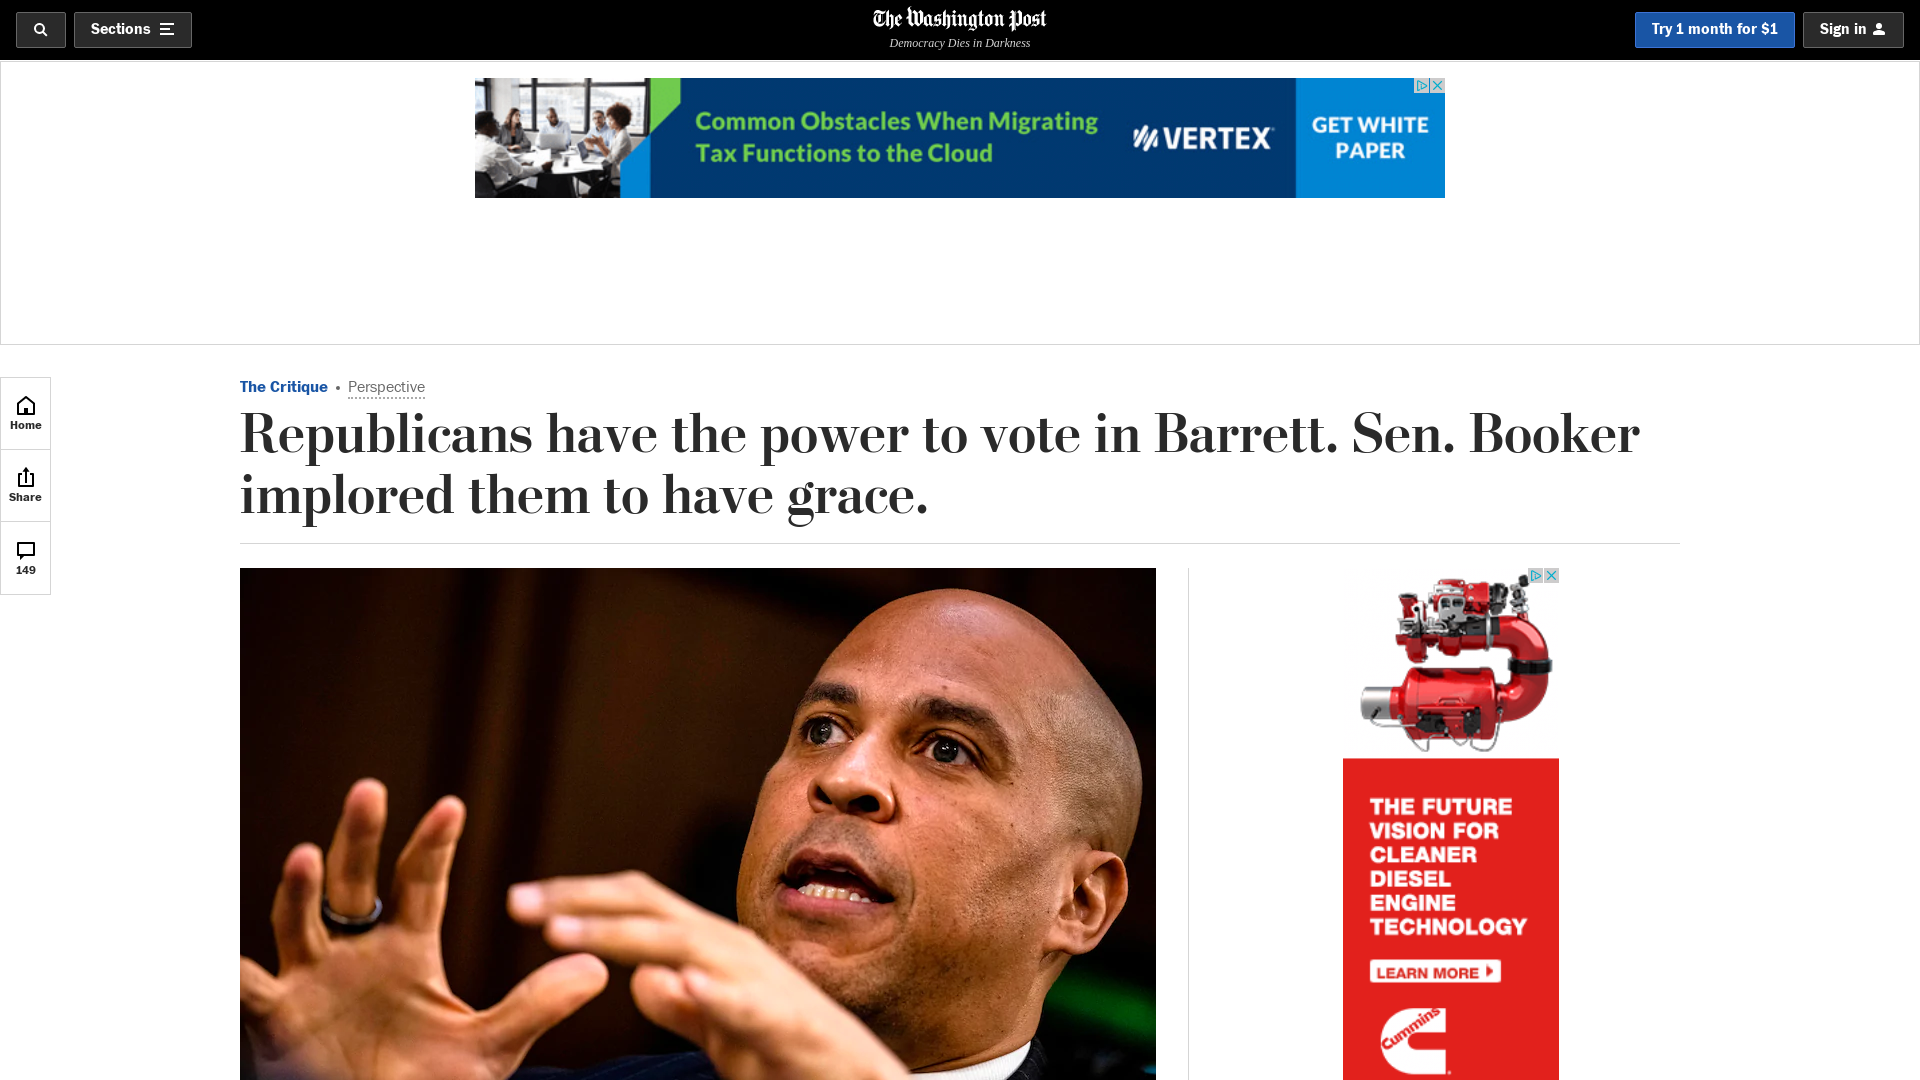 Sections
The Washington Post
Democracy Dies in Darkness
Try 1 month for $1
Sign in
Common Obstacles When Migrating
Tax Functions to the Cloud
VERTEX
GET WHITE
PAPER
Home
Share
149
The Critique • Perspective
Republicans have the power to vote in Barrett. Sen. Booker
implored them to have grace.
THE FUTURE
VISION FOR
CLEANER
DIESEL
ENGINE
TECHNOLOGY
LEARN MORE
Cummins